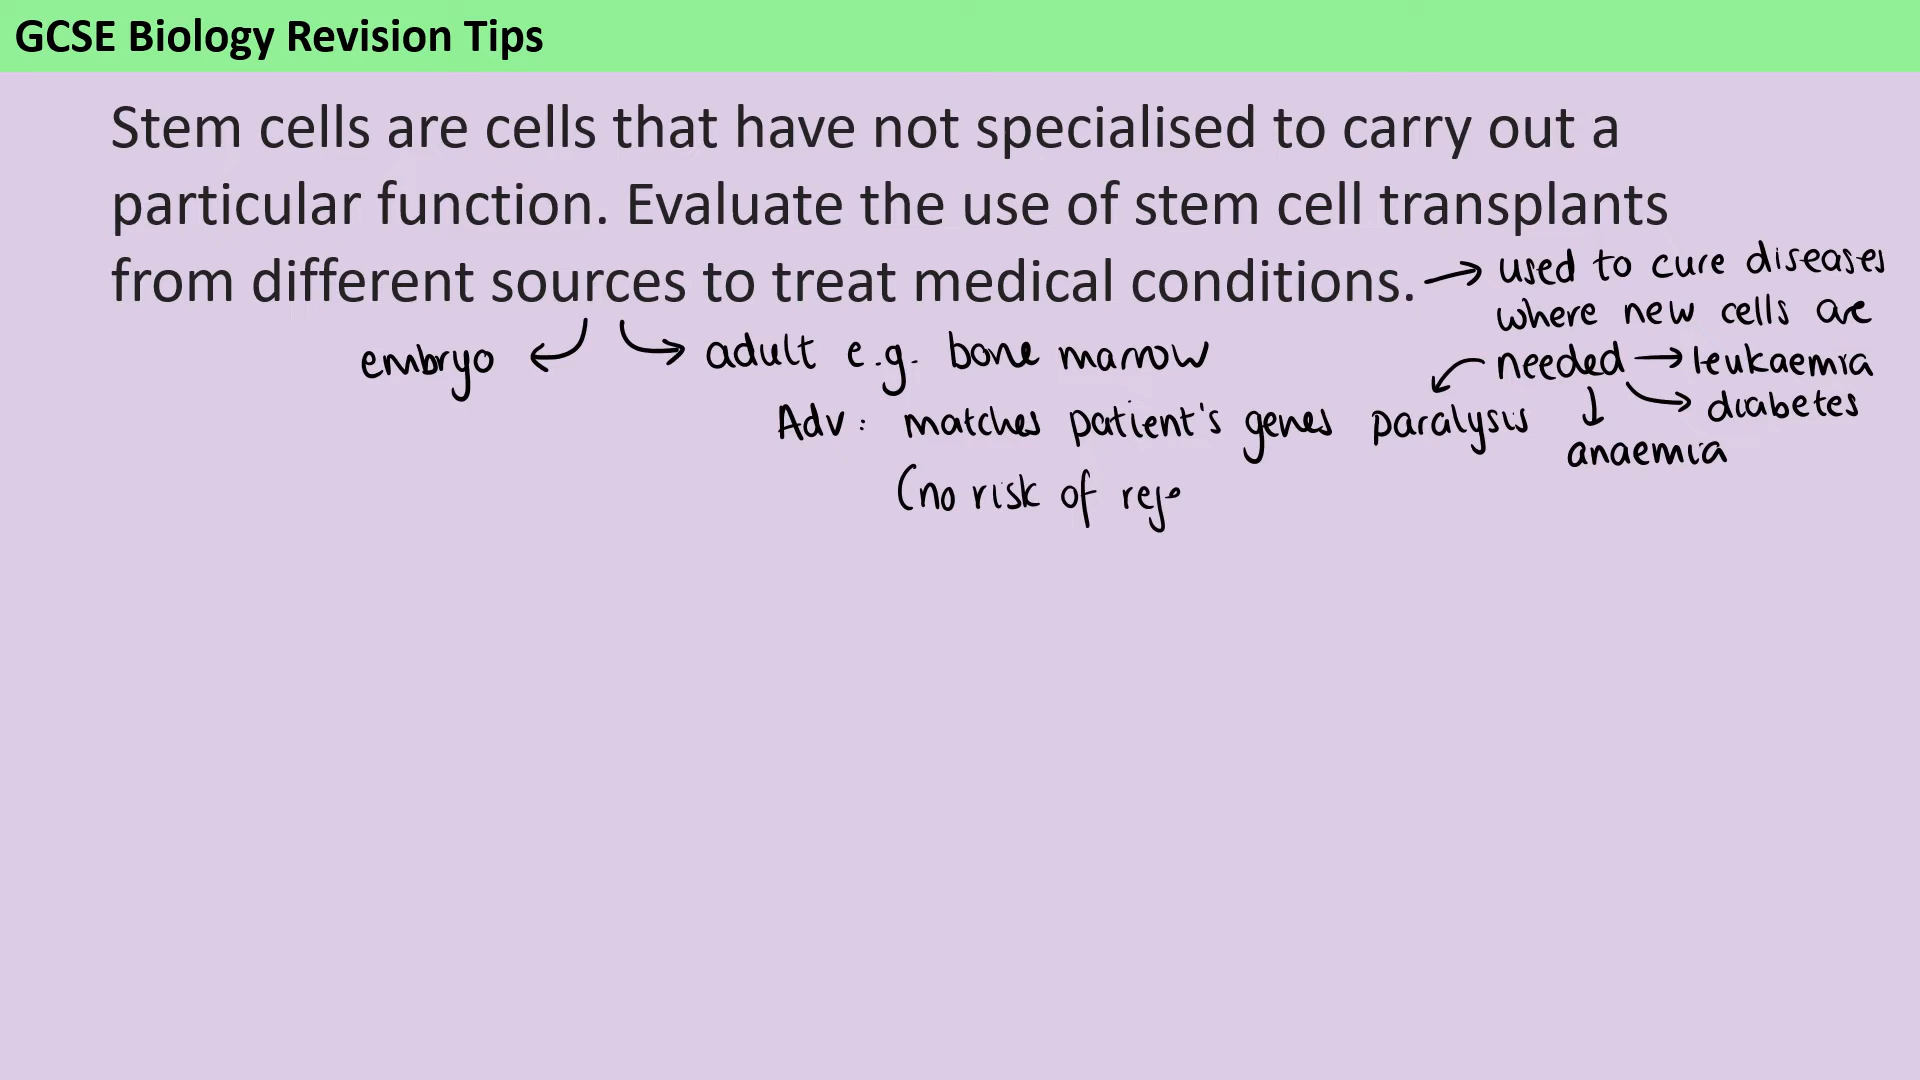 GCSE Biology Revision Tips
Stem cells are cells that have not specialised to carry out a
particular function. Evaluate the use of stem cell transplants
from different sources to treat medical conditions.
used to cure diseases
where new cells are
needed
leukaemia
diabetes
paralysis
anaemia
embryo
adult e.g. bone marrow
Adv: matches patient's genes
(no risk of reje